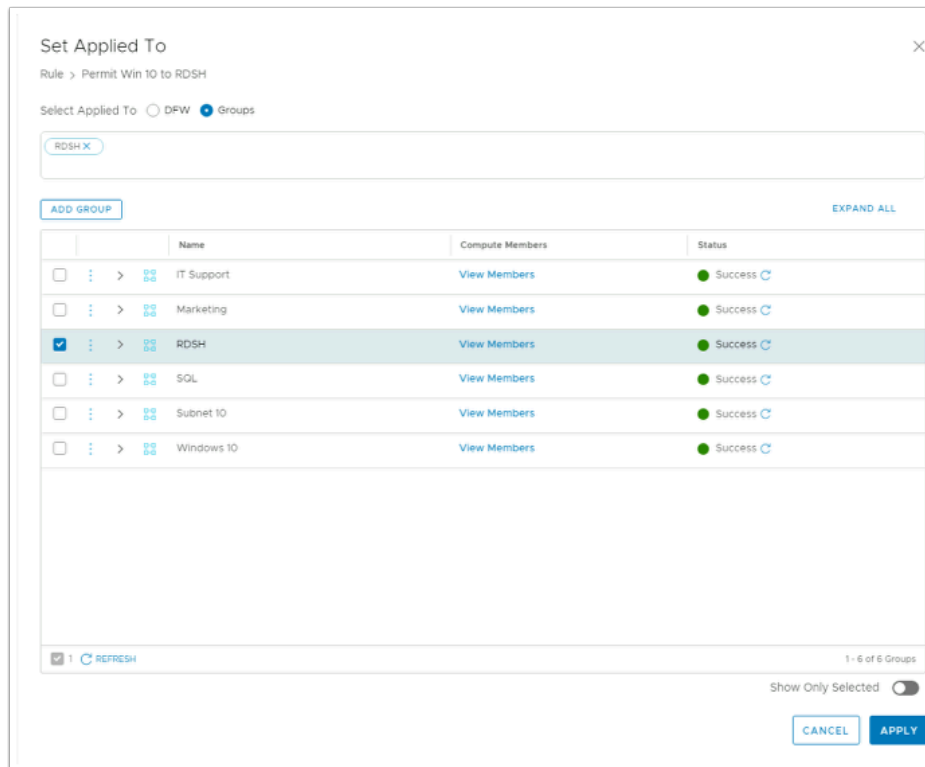 Set Applied To
Rule > Permit Win 10 to RDSH
Select Applied To DFW Groups
RDSH X
ADD GROUP EXPAND ALL
Name Compute Members Status
IT Support View Members Success
Marketing View Members Success
RDSH View Members Success
SQL View Members Success
Subnet 10 View Members Success
Windows 10 View Members Success
1 REFRESH 1 - 6 of 6 Groups
Show Only Selected
CANCEL APPLY